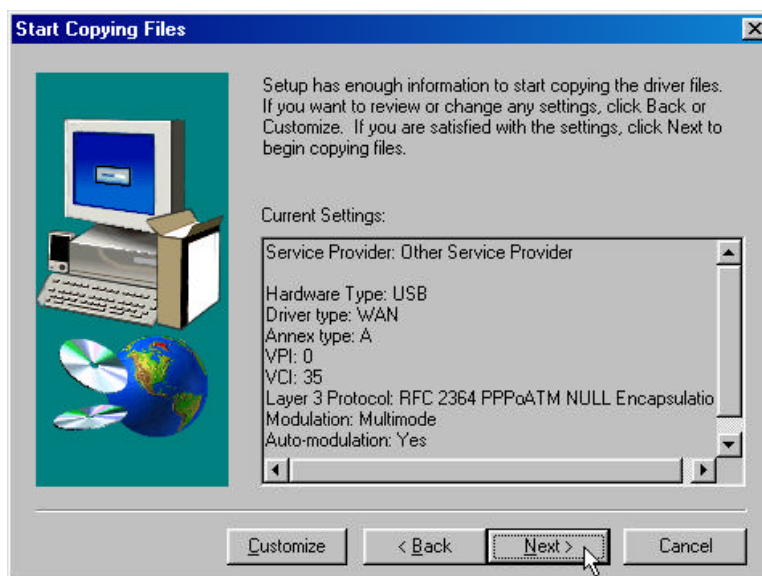 Start Copying Files
Setup has enough information to start copying the driver files.
If you want to review or change any settings, click Back or
Customize. If you are satisfied with the settings, click Next to
begin copying files.
Current Settings:
Service Provider: Other Service Provider
Hardware Type: USB
Driver type: WAN
Annex type: A
VPI: 0
VCI: 35
Layer 3 Protocol: RFC 2364 PPPoATM NULL Encapsulatio
Modulation: Multimode
Auto-modulation: Yes
Customize
< Back
Next >
Cancel